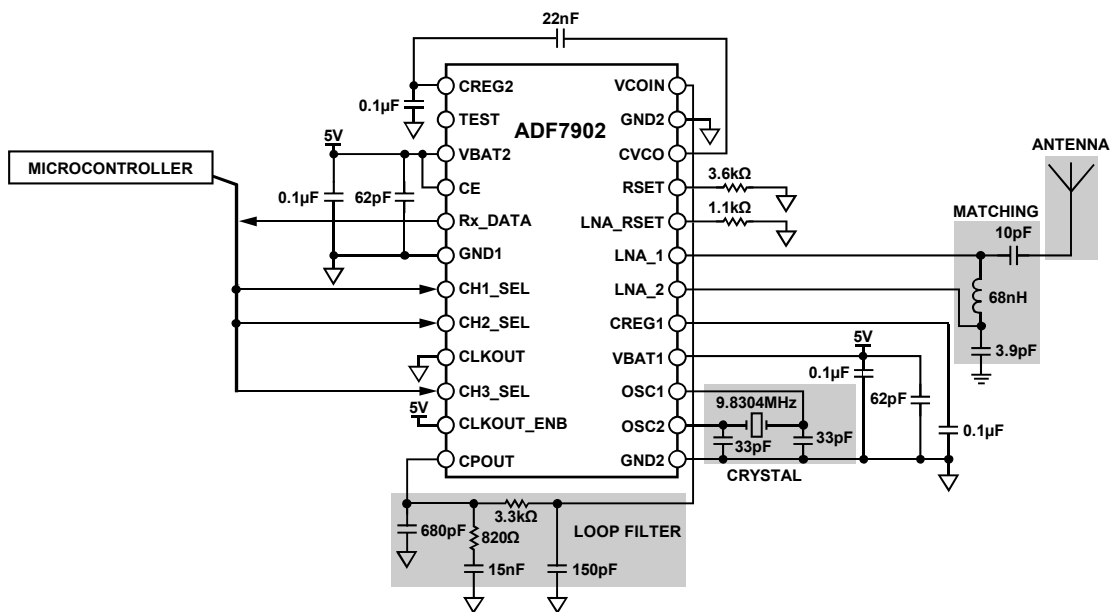 22nF
CREG2
VCOIN
0.1µF
TEST
GND2
ADF7902
5V
VBAT2
CVCO
ANTENNA
MICROCONTROLLER
3.6kΩ
0.1µF
62pF
CE
RSET
1.1kΩ
Rx_DATA
LNA_RSET
MATCHING
10pF
GND1
LNA_1
CH1_SEL
LNA_2
68nH
CH2_SEL
CREG1
5V
3.9pF
CLKOUT
VBAT1
0.1µF
CH3_SEL
OSC1
9.8304MHz
62pF
5V
CLKOUT_ENB
OSC2
33pF
33pF
0.1µF
CPOUT
GND2
CRYSTAL
3.3kΩ
680pF
820Ω
LOOP FILTER
15nF
150pF